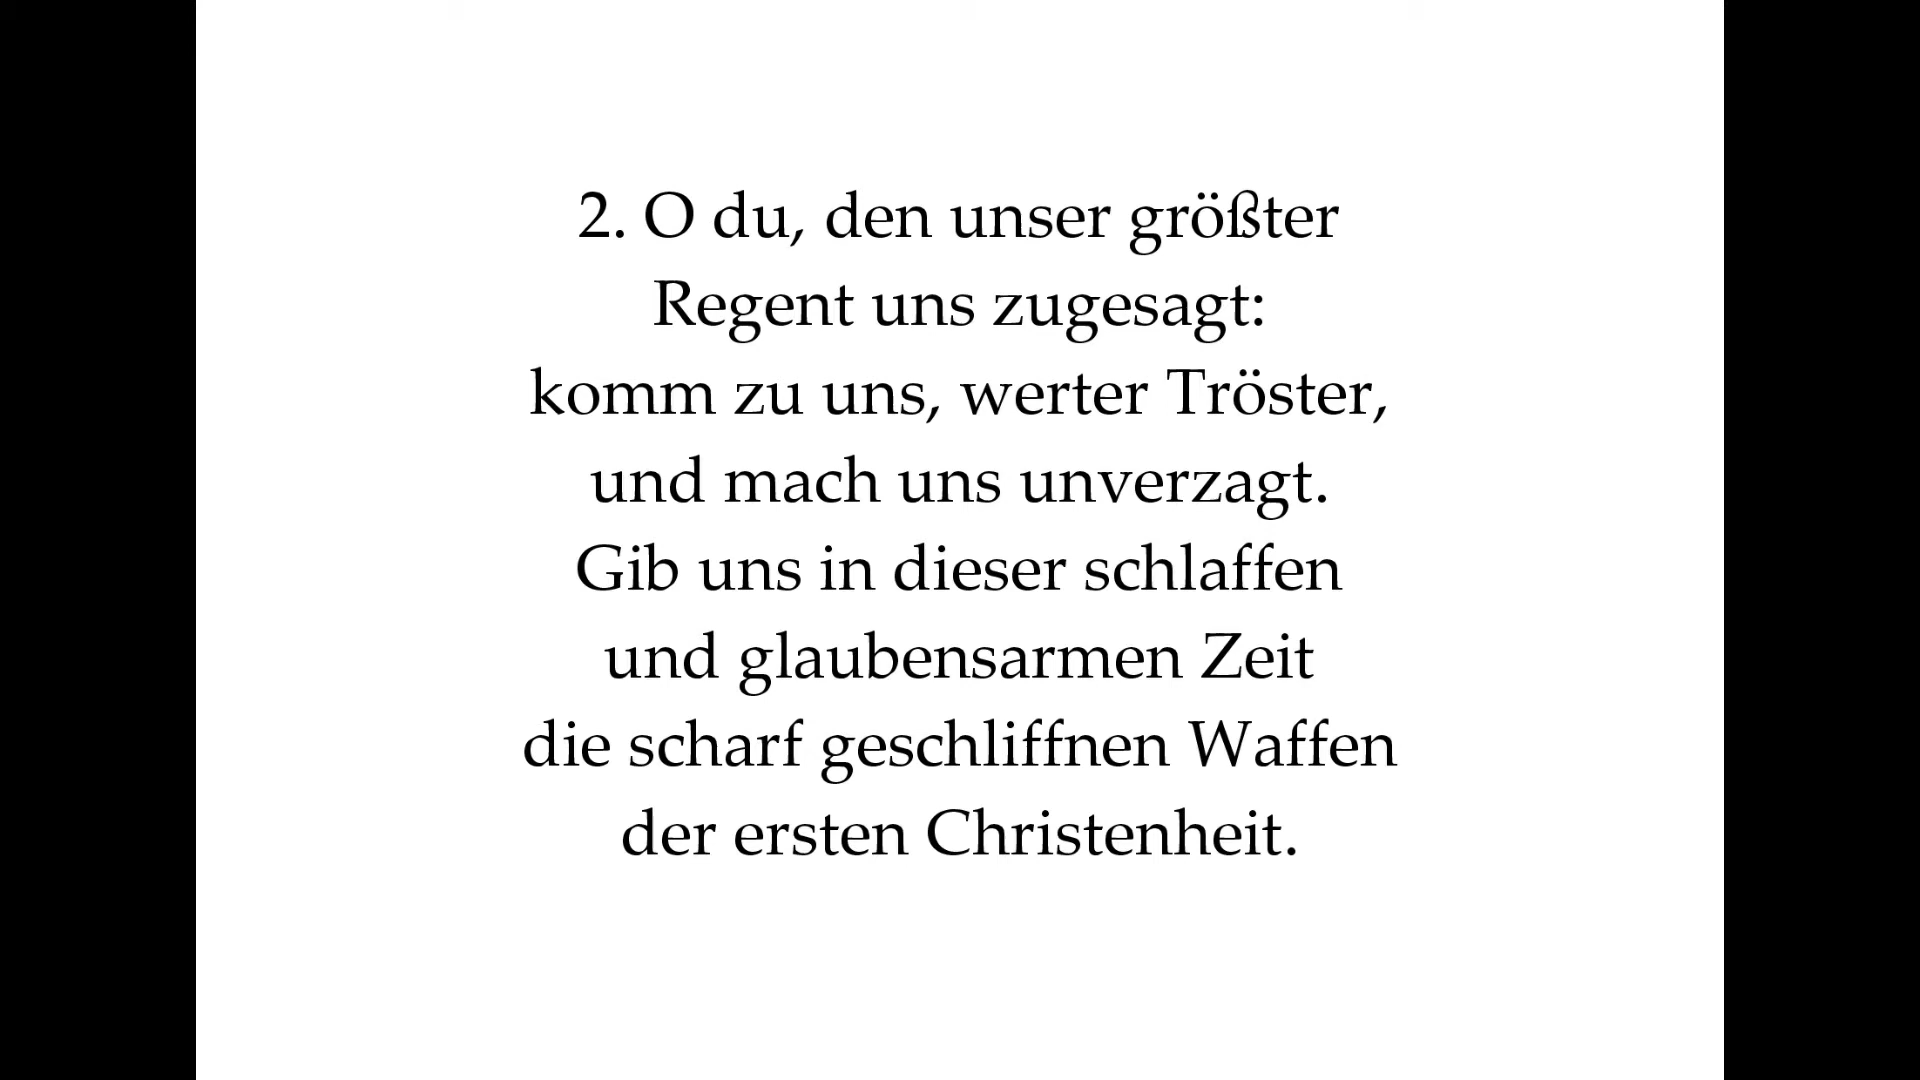 2. O du, den unser größter
Regent uns zugesagt:
komm zu uns, werter Tröster,
und mach uns unverzagt.
Gib uns in dieser schlaffen
und glaubensarmen Zeit
die scharf geschliffnen Waffen
der ersten Christenheit.